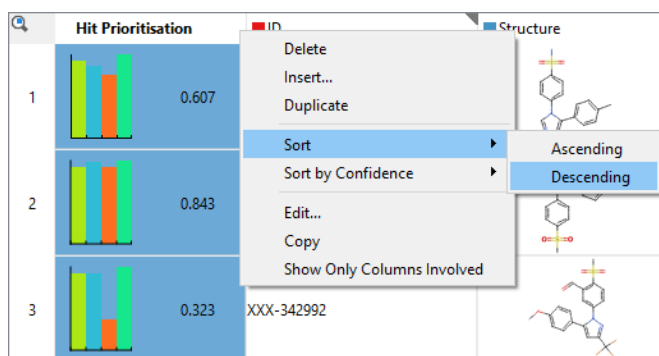 Hit Prioritisation
ID
Structure
Delete
Insert...
Duplicate
1
0.607
Sort
Ascending
Sort by Confidence
Descending
2
0.843
Edit...
Copy
Show Only Columns Involved
3
0.323
XXX-342992